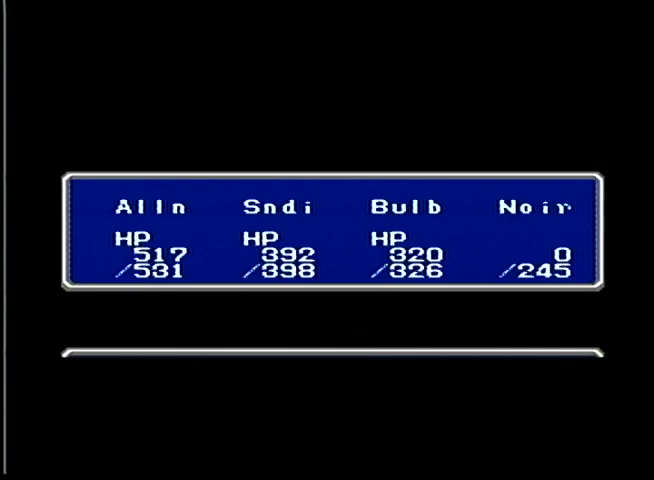 Alln Sndi Bulb Noir
HP HP HP
517 392 320 0
/531 /398 /326 /245